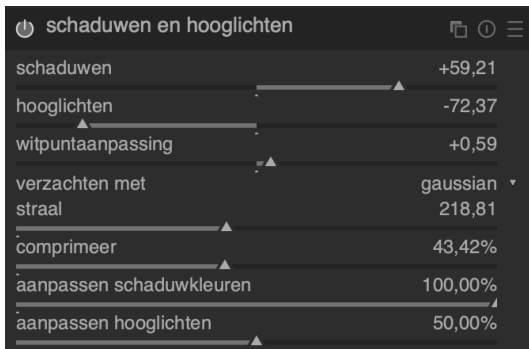 schaduwen en hooglichten
schaduwen +59,21
hooglichten -72,37
witpuntaanpassing +0,59
verzachten met gaussian
straal 218,81
comprimeer 43,42%
aanpassen schaduwkleuren 100,00%
aanpassen hooglichten 50,00%